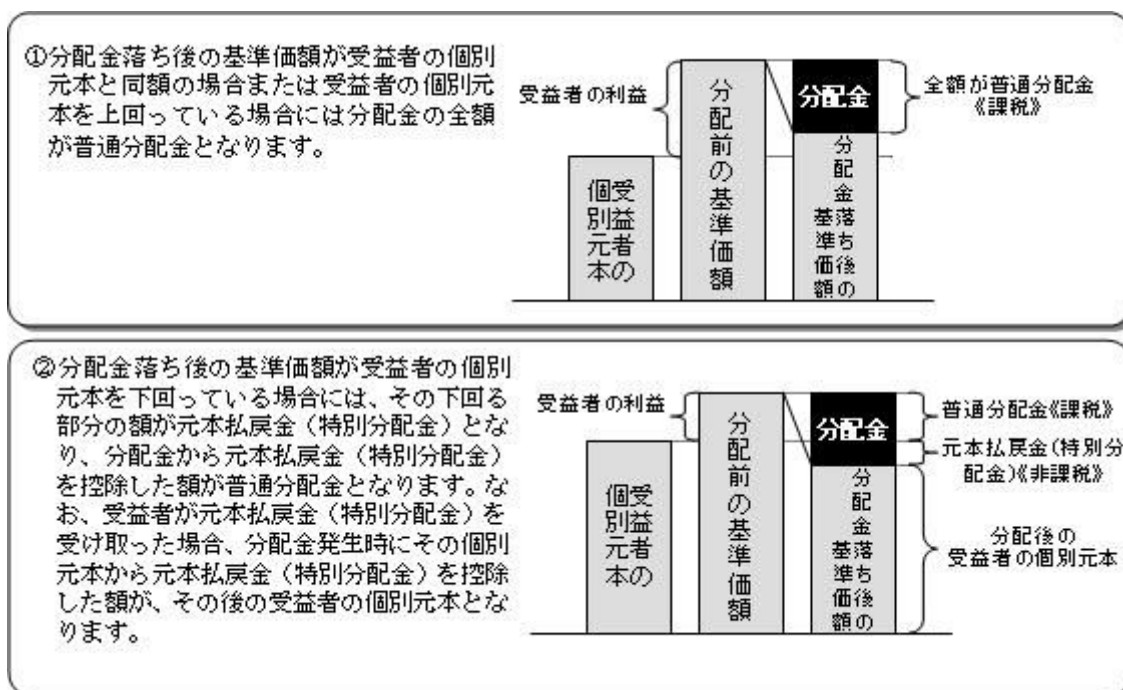 ①分配金落ち後の基準価額が受益者の個別
元本と同額の場合または受益者の個別元
本を上回っている場合には分配金の全額
が普通分配金となります。
受益者の利益
受益者の
個別元本
分配前の基準価額
分配金
分配金落ち後の
基準価額
全額が普通分配金
《課税》
②分配金落ち後の基準価額が受益者の個別
元本を下回っている場合には、その下回る
部分の額が元本払戻金（特別分配金）とな
り、分配金から元本払戻金（特別分配金）
を控除した額が普通分配金となります。な
お、受益者が元本払戻金（特別分配金）を
受け取った場合、分配金発生時にその個別
元本から元本払戻金（特別分配金）を控除
した額が、その後の受益者の個別元本とな
ります。
受益者の利益
受益者の
個別元本
分配前の基準価額
分配金
分配金落ち後の
基準価額
普通分配金《課税》
元本払戻金(特別分
配金)《非課税》
分配後の
受益者の個別元本